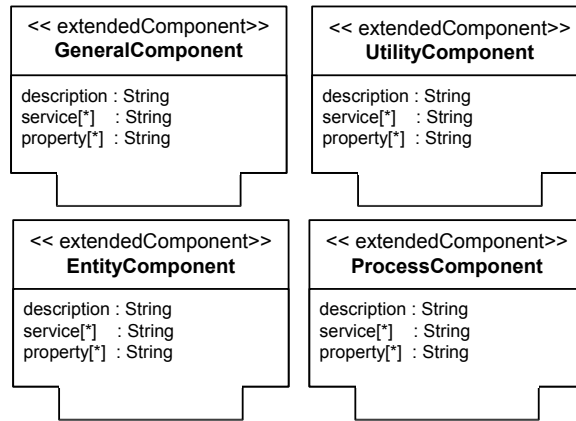 << extendedComponent>>
GeneralComponent
description : String
service[*] : String
property[*] : String
<< extendedComponent>>
UtilityComponent
description : String
service[*] : String
property[*] : String
<< extendedComponent>>
EntityComponent
description : String
service[*] : String
property[*] : String
<< extendedComponent>>
ProcessComponent
description : String
service[*] : String
property[*] : String